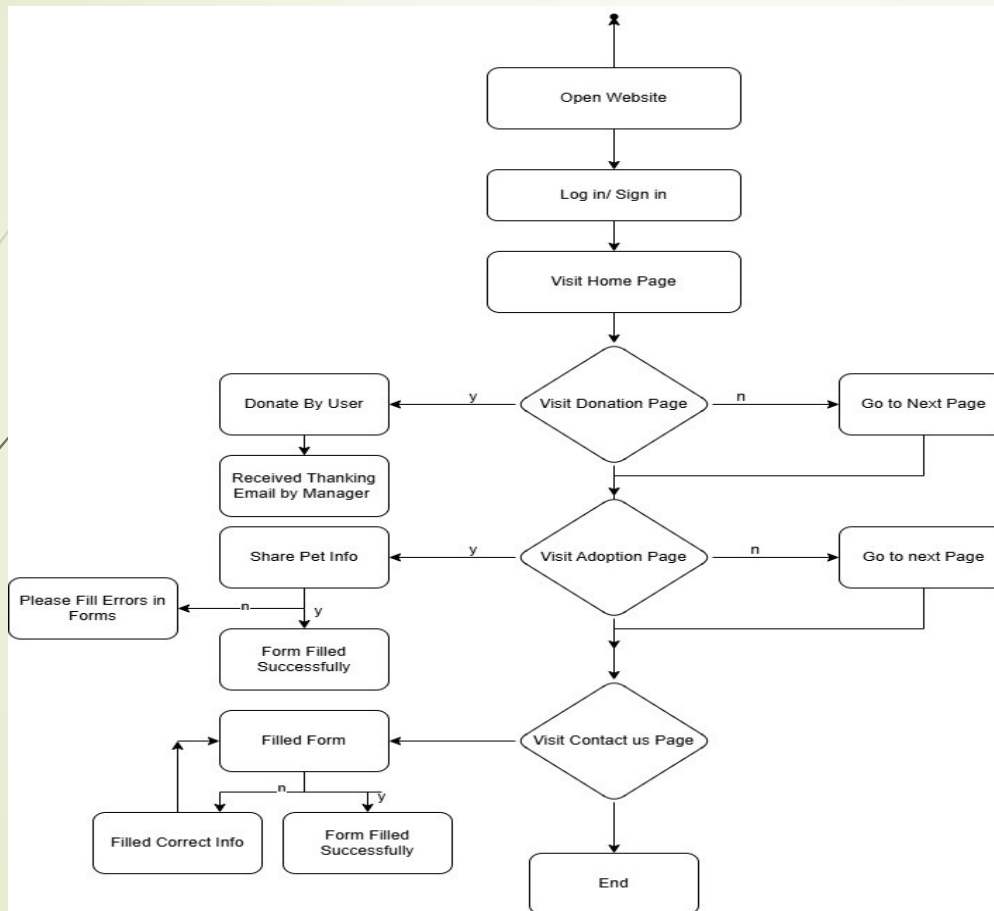 Open Website
Log in/ Sign in
Visit Home Page
Donate By User
y
Visit Donation Page
n
Go to Next Page
Received Thanking
Email by Manager
Share Pet Info
y
Visit Adoption Page
n
Go to next Page
Please Fill Errors in
Forms
n
y
Form Filled
Successfully
Filled Form
Visit Contact us Page
n
y
Filled Correct Info
Form Filled
Successfully
End